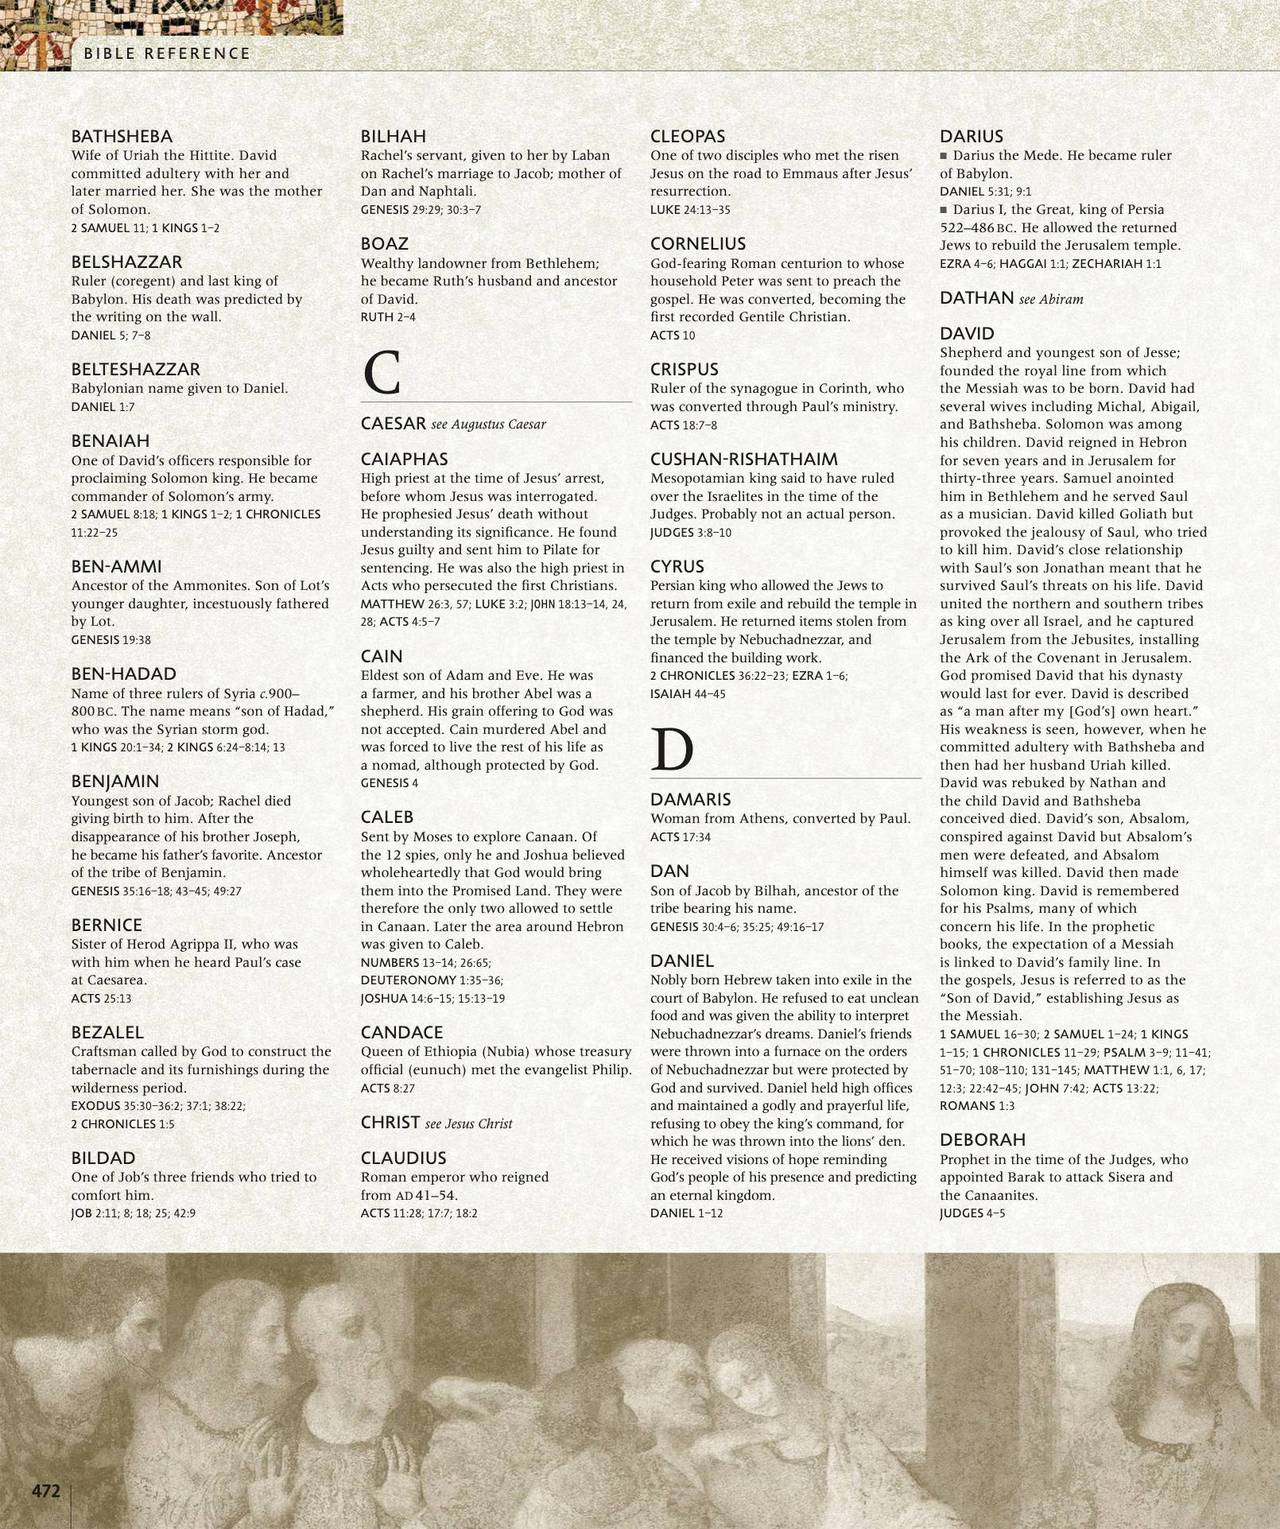 BIBLE REFERENCE
BATHSHEBA
Wife of Uriah the Hittite. David
committed adultery with her and
later married her. She was the mother
of Solomon.
2 SAMUEL 11; 1 KINGS 1–2
BELSHAZZAR
Ruler (coregent) and last king of
Babylon. His death was predicted by
the writing on the wall.
DANIEL 5; 7–8
BELTESHAZZAR
Babylonian name given to Daniel.
DANIEL 1:7
BENAIAH
One of David's officers responsible for
proclaiming Solomon king. He became
commander of Solomon's army.
2 SAMUEL 8:18; 1 KINGS 1–2; 1 CHRONICLES
11:22–25
BEN-AMMI
Ancestor of the Ammonites. Son of Lot's
younger daughter, incestuously fathered
by Lot.
GENESIS 19:38
BEN-HADAD
Name of three rulers of Syria c.900–
800 BC. The name means “son of Hadad,”
who was the Syrian storm god.
1 KINGS 20:1–34; 2 KINGS 6:24–8:14; 13
BENJAMIN
Youngest son of Jacob; Rachel died
giving birth to him. After the
disappearance of his brother Joseph,
he became his father's favorite. Ancestor
of the tribe of Benjamin.
GENESIS 35:16–18; 43–45; 49:27
BERNICE
Sister of Herod Agrippa II, who was
with him when he heard Paul's case
at Caesarea.
ACTS 25:13
BEZALEL
Craftsman called by God to construct the
tabernacle and its furnishings during the
wilderness period.
EXODUS 35:30–36:2; 37:1; 38:22;
2 CHRONICLES 1:5
BILDAD
One of Job's three friends who tried to
comfort him.
JOB 2:11; 8; 18; 25; 42:9
BILHAH
Rachel's servant, given to her by Laban
on Rachel's marriage to Jacob; mother of
Dan and Naphtali.
GENESIS 29:29; 30:3–7
BOAZ
Wealthy landowner from Bethlehem;
he became Ruth's husband and ancestor
of David.
RUTH 2–4
C
CAESAR see Augustus Caesar
CAIAPHAS
High priest at the time of Jesus' arrest,
before whom Jesus was interrogated.
He prophesied Jesus' death without
understanding its significance. He found
Jesus guilty and sent him to Pilate for
sentencing. He was also the high priest in
Acts who persecuted the first Christians.
MATTHEW 26:3, 57; LUKE 3:2; JOHN 18:13–14, 24,
28; ACTS 4:5–7
CAIN
Eldest son of Adam and Eve. He was
a farmer, and his brother Abel was a
shepherd. His grain offering to God was
not accepted. Cain murdered Abel and
was forced to live the rest of his life as
a nomad, although protected by God.
GENESIS 4
CALEB
Sent by Moses to explore Canaan. Of
the 12 spies, only he and Joshua believed
wholeheartedly that God would bring
them into the Promised Land. They were
therefore the only two allowed to settle
in Canaan. Later the area around Hebron
was given to Caleb.
NUMBERS 13–14; 26:65;
DEUTERONOMY 1:35–36;
JOSHUA 14:6–15; 15:13–19
CANDACE
Queen of Ethiopia (Nubia) whose treasury
official (eunuch) met the evangelist Philip.
ACTS 8:27
CHRIST see Jesus Christ
CLAUDIUS
Roman emperor who reigned
from AD 41–54.
ACTS 11:28; 17:7; 18:2
CLEOPAS
One of two disciples who met the risen
Jesus on the road to Emmaus after Jesus'
resurrection.
LUKE 24:13–35
CORNELIUS
God-fearing Roman centurion to whose
household Peter was sent to preach the
gospel. He was converted, becoming the
first recorded Gentile Christian.
ACTS 10
CRISPUS
Ruler of the synagogue in Corinth, who
was converted through Paul's ministry.
ACTS 18:7–8
CUSHAN-RISHATHAIM
Mesopotamian king said to have ruled
over the Israelites in the time of the
Judges. Probably not an actual person.
JUDGES 3:8–10
CYRUS
Persian king who allowed the Jews to
return from exile and rebuild the temple in
Jerusalem. He returned items stolen from
the temple by Nebuchadnezzar, and
financed the building work.
2 CHRONICLES 36:22–23; EZRA 1–6;
ISAIAH 44–45
D
DAMARIS
Woman from Athens, converted by Paul.
ACTS 17:34
DAN
Son of Jacob by Bilhah, ancestor of the
tribe bearing his name.
GENESIS 30:4–6; 35:25; 49:16–17
DANIEL
Nobly born Hebrew taken into exile in the
court of Babylon. He refused to eat unclean
food and was given the ability to interpret
Nebuchadnezzar's dreams. Daniel's friends
were thrown into a furnace on the orders
of Nebuchadnezzar but were protected by
God and survived. Daniel held high offices
and maintained a godly and prayerful life,
refusing to obey the king's command, for
which he was thrown into the lions' den.
He received visions of hope reminding
God's people of his presence and predicting
an eternal kingdom.
DANIEL 1–12
DARIUS
■ Darius the Mede. He became ruler
of Babylon.
DANIEL 5:31; 9:1
■ Darius I, the Great, king of Persia
522–486 BC. He allowed the returned
Jews to rebuild the Jerusalem temple.
EZRA 4–6; HAGGAI 1:1; ZECHARIAH 1:1
DATHAN see Abiram
DAVID
Shepherd and youngest son of Jesse;
founded the royal line from which
the Messiah was to be born. David had
several wives including Michal, Abigail,
and Bathsheba. Solomon was among
his children. David reigned in Hebron
for seven years and in Jerusalem for
thirty-three years. Samuel anointed
him in Bethlehem and he served Saul
as a musician. David killed Goliath but
provoked the jealousy of Saul, who tried
to kill him. David's close relationship
with Saul's son Jonathan meant that he
survived Saul's threats on his life. David
united the northern and southern tribes
as king over all Israel, and he captured
Jerusalem from the Jebusites, installing
the Ark of the Covenant in Jerusalem.
God promised David that his dynasty
would last for ever. David is described
as “a man after my [God's] own heart.”
His weakness is seen, however, when he
committed adultery with Bathsheba and
then had her husband Uriah killed.
David was rebuked by Nathan and
the child David and Bathsheba
conceived died. David's son, Absalom,
conspired against David but Absalom's
men were defeated, and Absalom
himself was killed. David then made
Solomon king. David is remembered
for his Psalms, many of which
concern his life. In the prophetic
books, the expectation of a Messiah
is linked to David's family line. In
the gospels, Jesus is referred to as the
“Son of David,” establishing Jesus as
the Messiah.
1 SAMUEL 16–30; 2 SAMUEL 1–24; 1 KINGS
1–15; 1 CHRONICLES 11–29; PSALM 3–9; 11–41;
51–70; 108–110; 131–145; MATTHEW 1:1, 6, 17;
12:3; 22:42–45; JOHN 7:42; ACTS 13:22;
ROMANS 1:3
DEBORAH
Prophet in the time of the Judges, who
appointed Barak to attack Sisera and
the Canaanites.
JUDGES 4–5
472